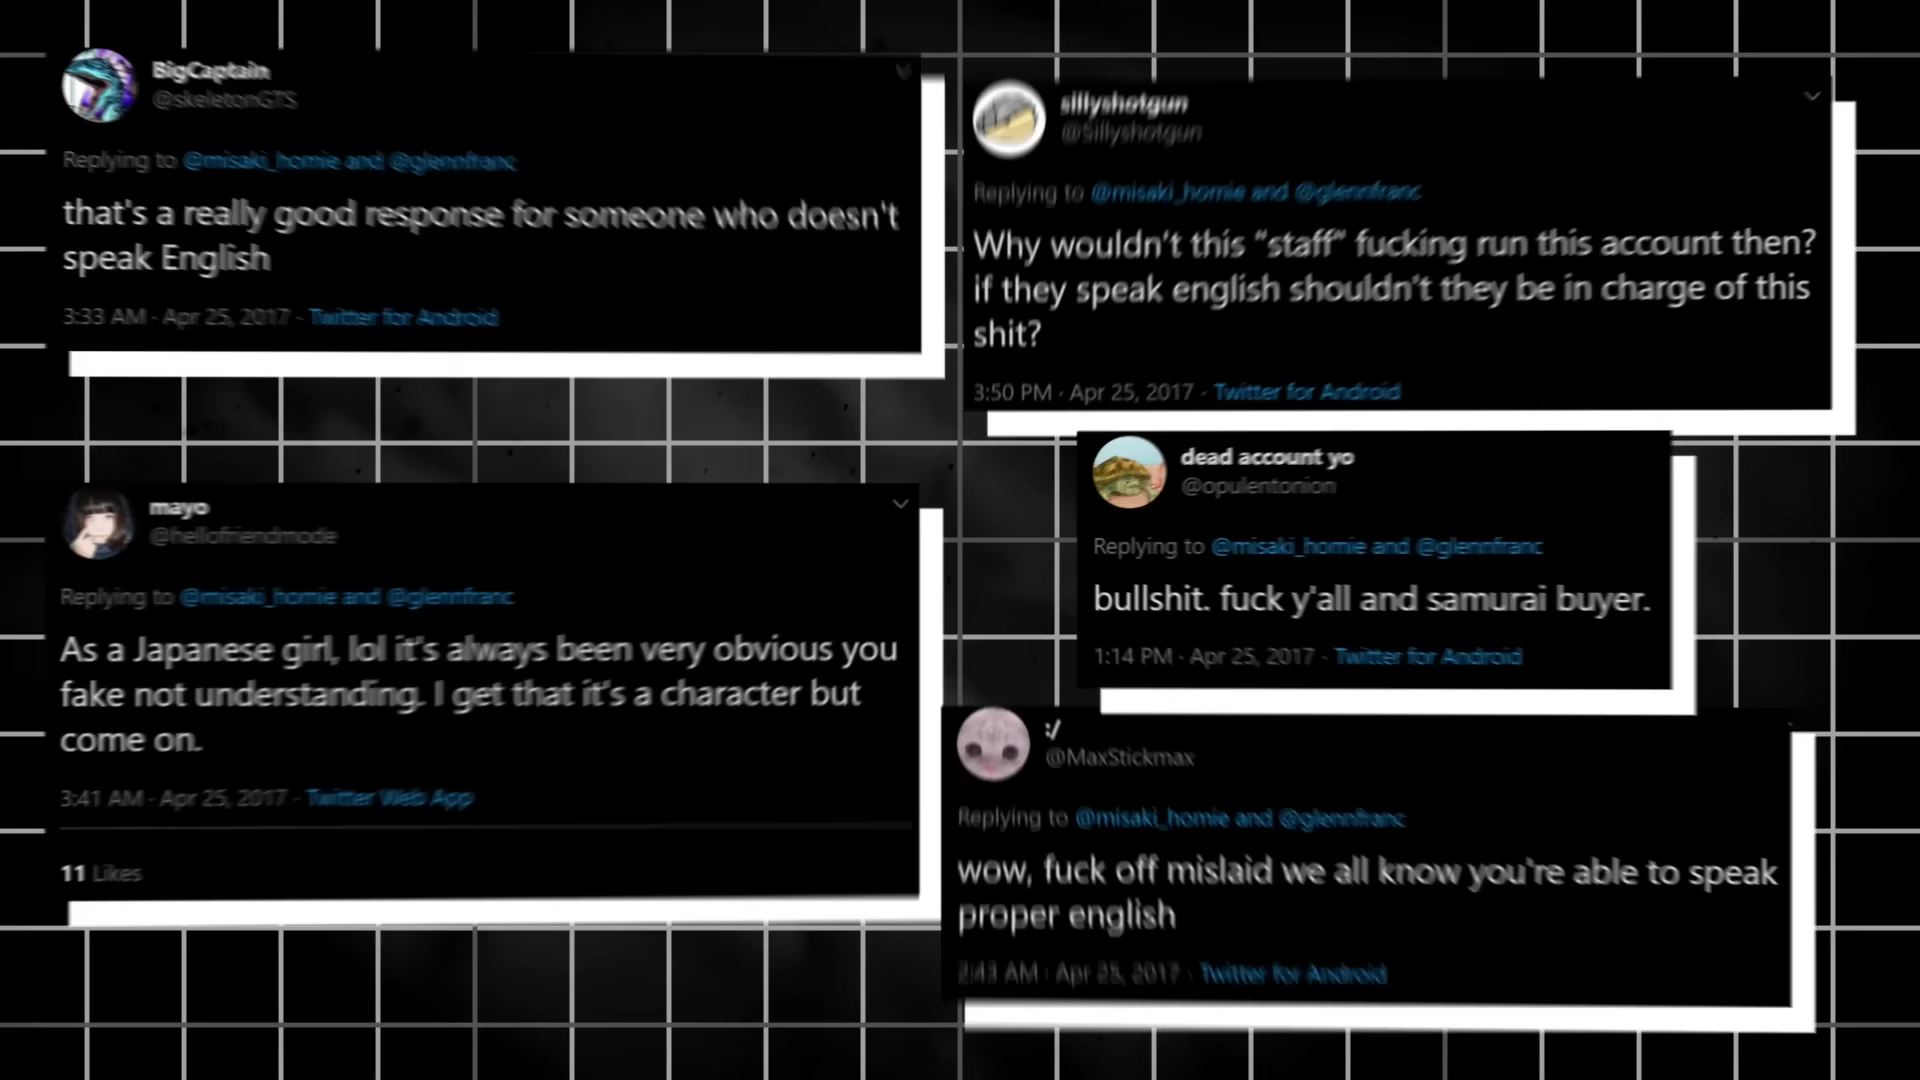 BigCaptain
@skeletonGTS
Replying to @misaki_homie and @glennfranc
that's a really good response for someone who doesn't
speak English
3:33 AM · Apr 25, 2017 · Twitter for Android
sillyshotgun
@Sillyshotgun
Replying to @misaki_homie and @glennfranc
Why wouldn't this "staff" fucking run this account then?
if they speak english shouldn't they be in charge of this
shit?
3:50 PM · Apr 25, 2017 · Twitter for Android
mayo
@hellofriendmode
Replying to @misaki_homie and @glennfranc
As a Japanese girl, lol it's always been very obvious you
fake not understanding. I get that it's a character but
come on.
3:41 AM · Apr 25, 2017 · Twitter Web App
11 Likes
dead account yo
@opulentonion
Replying to @misaki_homie and @glennfranc
bullshit. fuck y'all and samurai buyer.
1:14 PM · Apr 25, 2017 · Twitter for Android
:/
@MaxStickmax
Replying to @misaki_homie and @glennfranc
wow, fuck off mislaid we all know you're able to speak
proper english
2:43 AM · Apr 25, 2017 · Twitter for Android